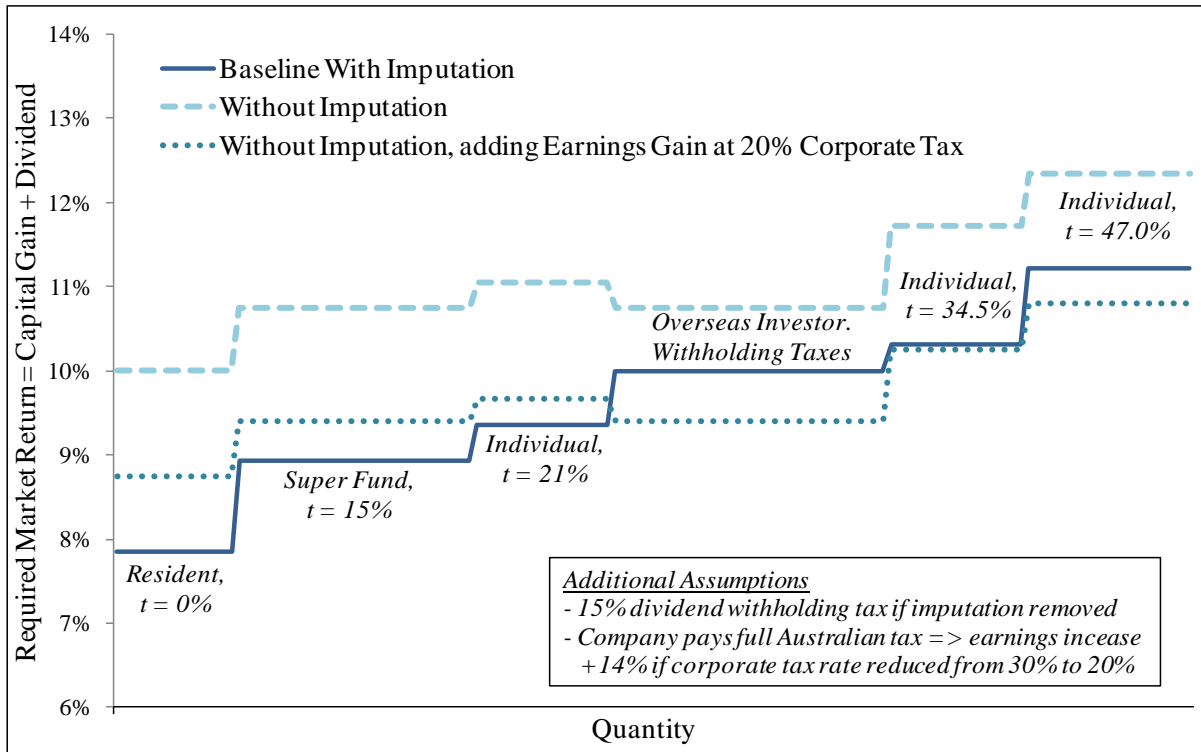 Required Market Return = Capital Gain + Dividend
14%
13%
12%
11%
10%
9%
8%
7%
6%
Baseline With Imputation
Without Imputation
Without Imputation, adding Earnings Gain at 20% Corporate Tax
Resident,
t = 0%
Super Fund,
t = 15%
Individual,
t = 21%
Overseas Investor.
Withholding Taxes
Individual,
t = 34.5%
Individual,
t = 47.0%
Additional Assumptions
- 15% dividend withholding tax if imputation removed
- Company pays full Australian tax => earnings increase
+14% if corporate tax rate reduced from 30% to 20%
Quantity